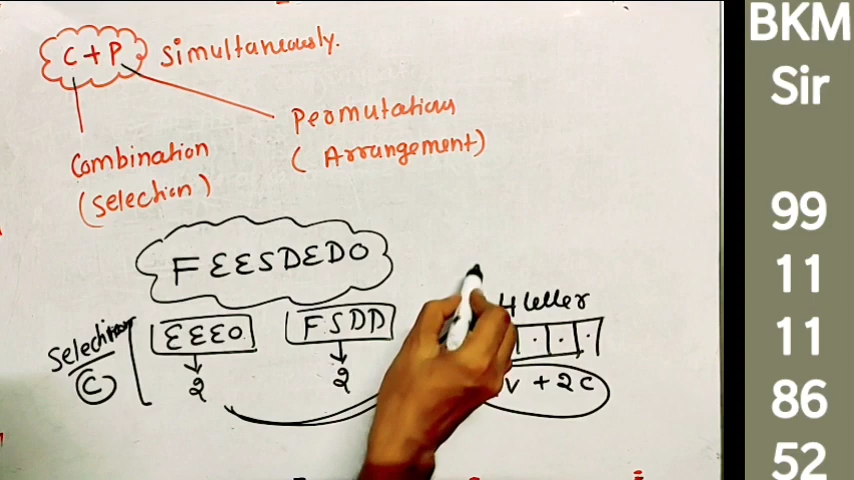 C + P simultaneously.
Combination
(Selection)
Permutations
(Arrangement)
FEESDEDO
Selection
C
EEEO
FSDD
2
2
4 letter
V + 2C
BKM
Sir
99
11
11
86
52